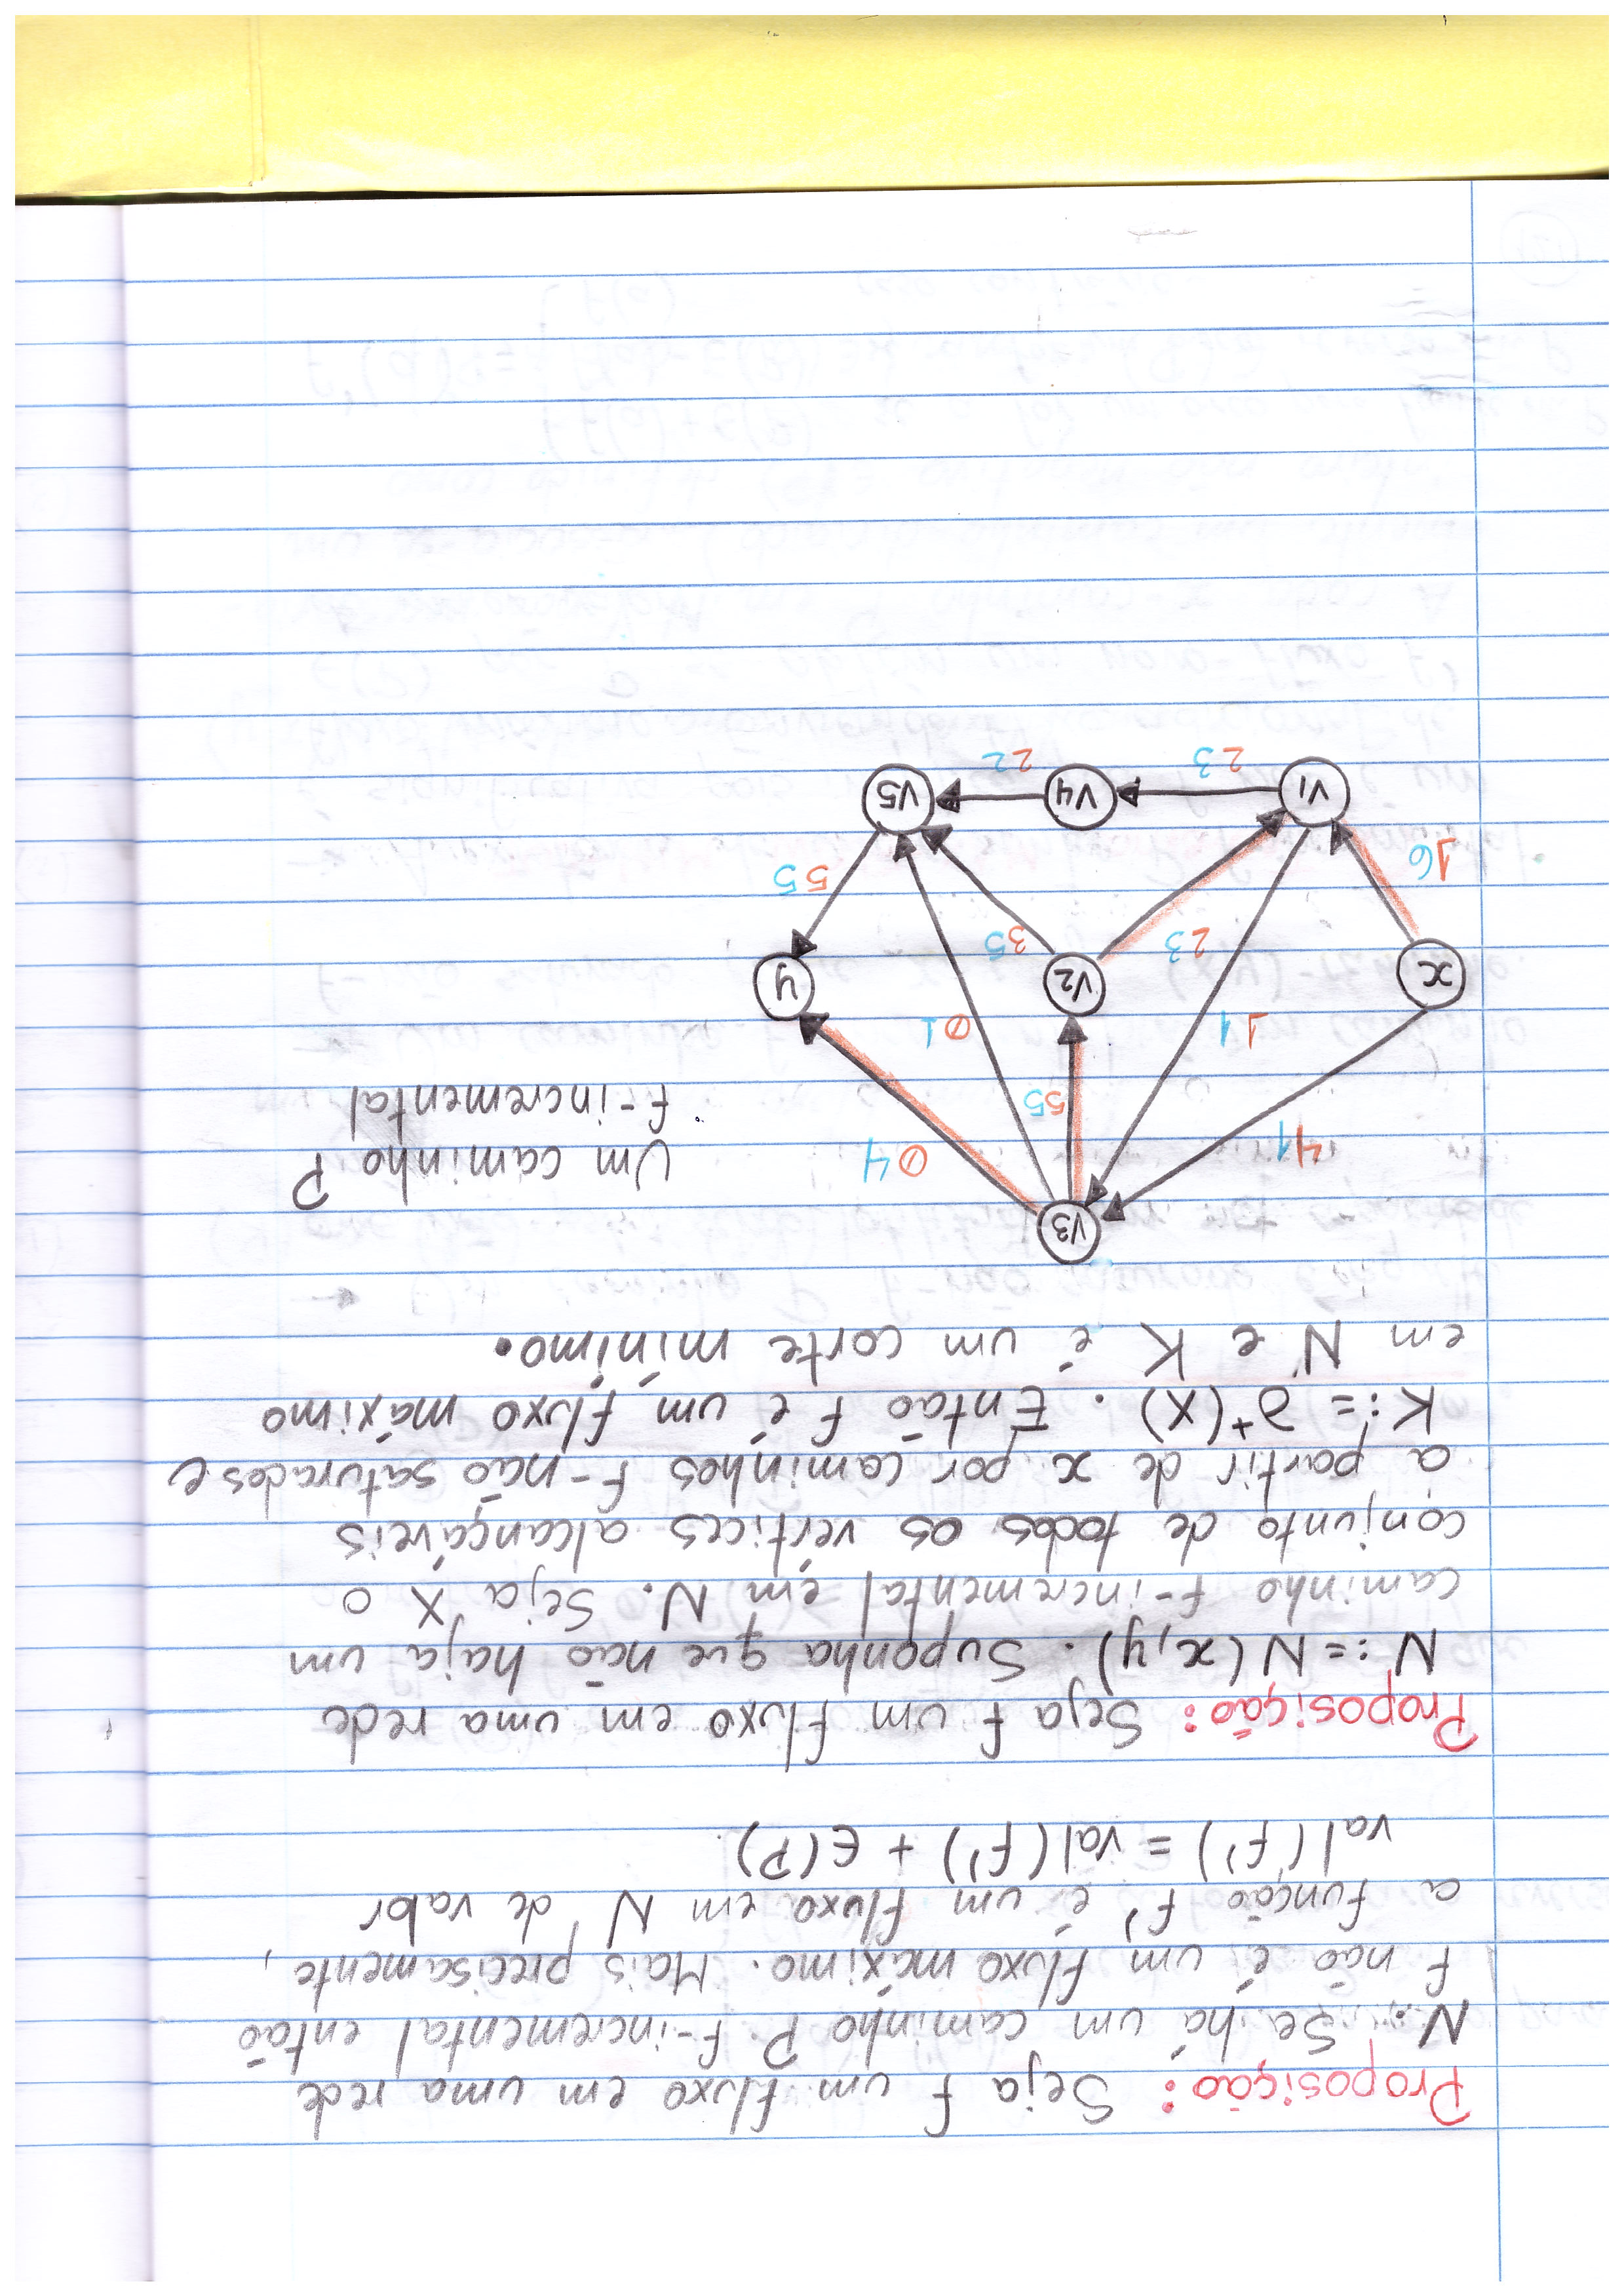 Proposição: Seja f um fluxo em uma rede
N. Se há um caminho P f-incremental então
f não é um fluxo máximo. Mais precisamente,
a função f' é um fluxo em N de valor
val(f') = val(f') + ϵ(P).
Proposição: Seja f um fluxo em uma rede
N := N(x,y). Suponha que não haja um
caminho f-incremental em N. Seja X o
conjunto de todos os vértices alcançáveis
a partir de x por caminhos f-não saturados e
K := ∂⁺(X). Então f é um fluxo máximo
em N e K é um corte mínimo.
v3
41
04
Um caminho P
f-incremental
55
11
01
x
v2
y
23
35
16
55
v1
v4
v5
23
22